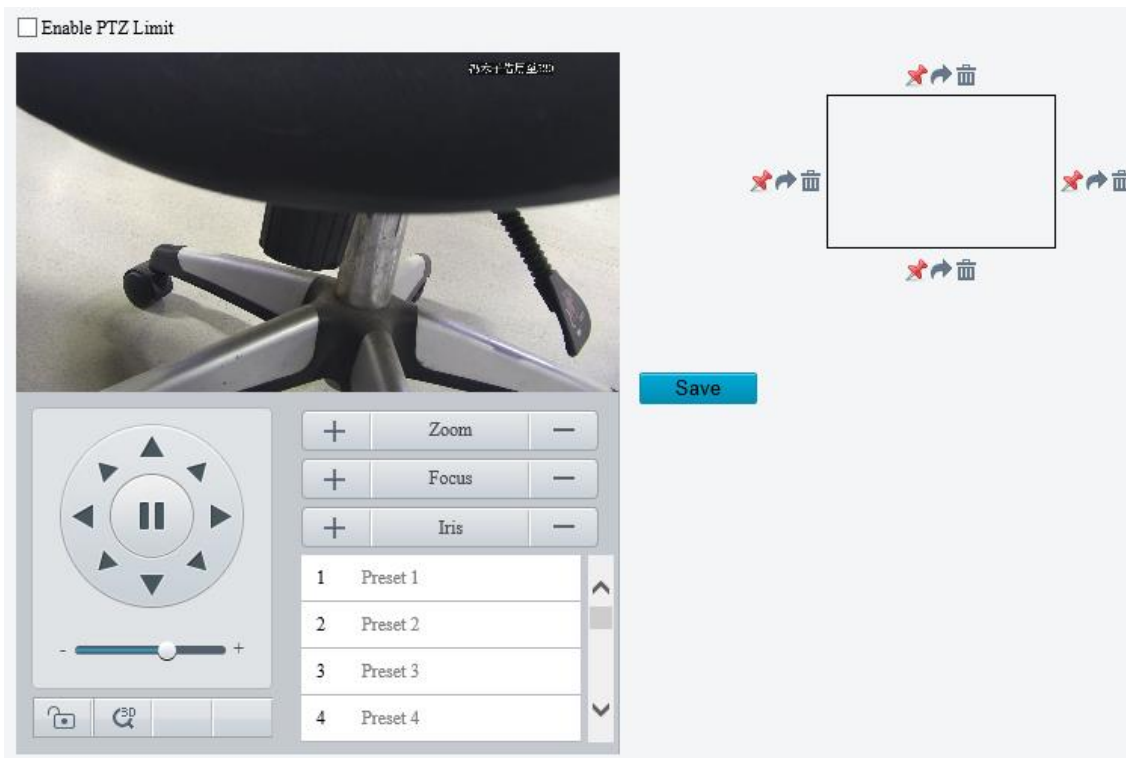 Enable PTZ Limit
Save
+ Zoom —
+ Focus —
+ Iris —
1 Preset 1
2 Preset 2
3 Preset 3
4 Preset 4
- +
3D